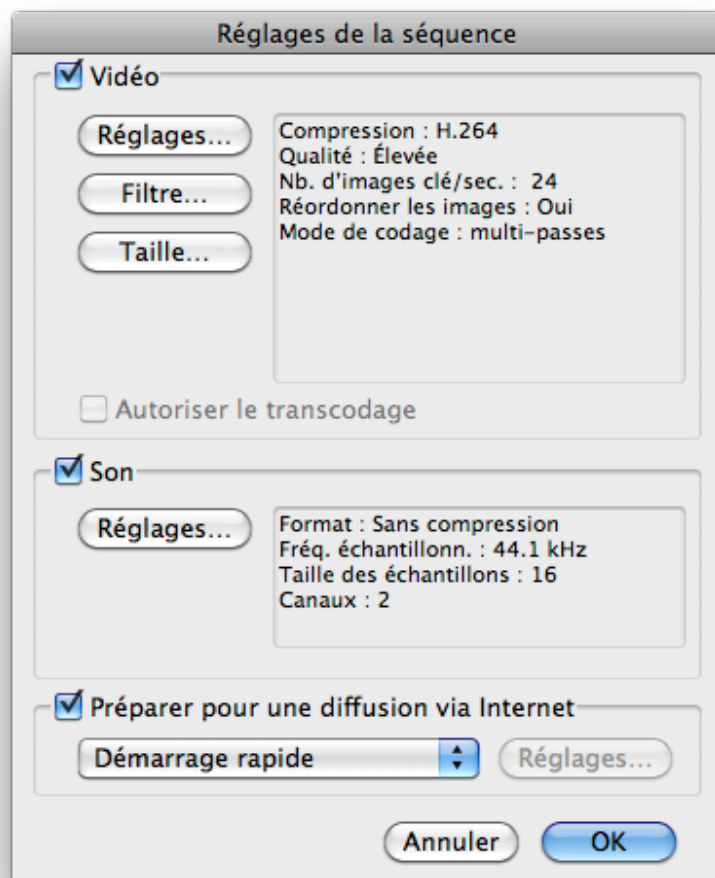 Réglages de la séquence
Vidéo
Réglages...
Filtre...
Taille...
Compression : H.264
Qualité : Élevée
Nb. d'images clé/sec. :  24
Réordonner les images : Oui
Mode de codage : multi-passes
Autoriser le transcodage
Son
Réglages...
Format : Sans compression
Fréq. échantillonn. : 44.1 kHz
Taille des échantillons : 16
Canaux : 2
Préparer pour une diffusion via Internet
Démarrage rapide
Réglages...
Annuler
OK